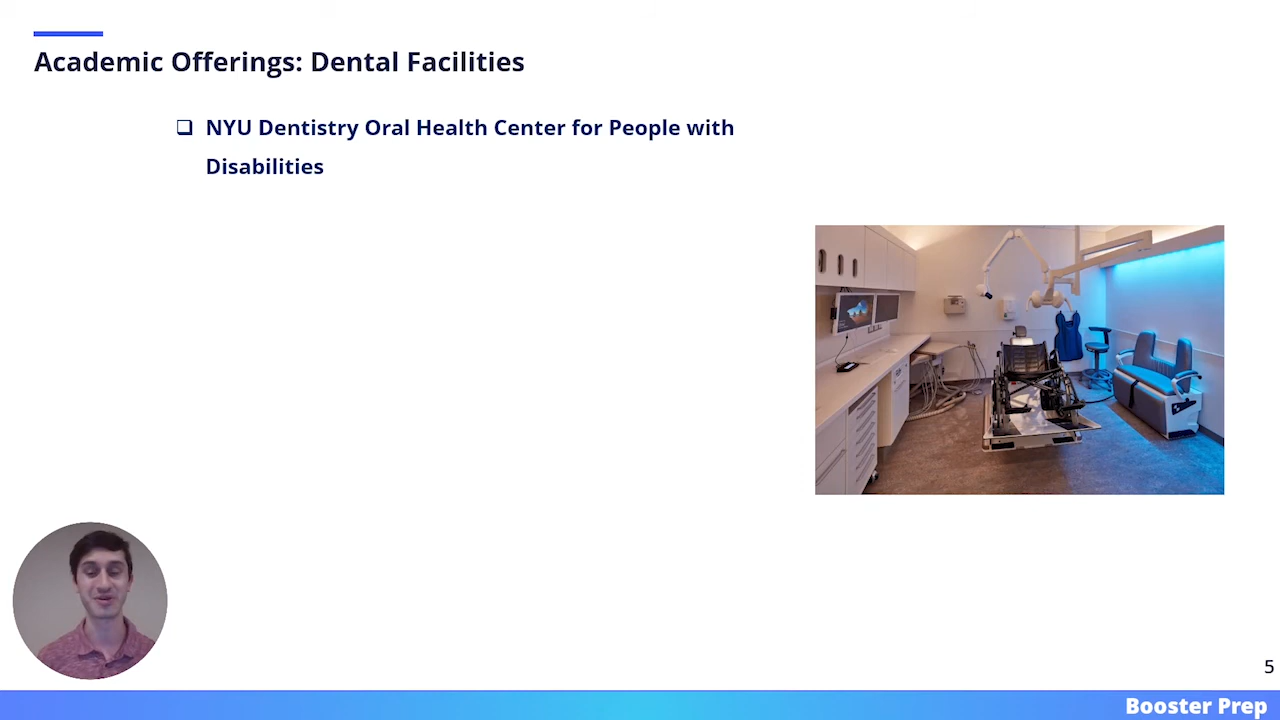 Academic Offerings: Dental Facilities
NYU Dentistry Oral Health Center for People with
Disabilities
5
Booster Prep